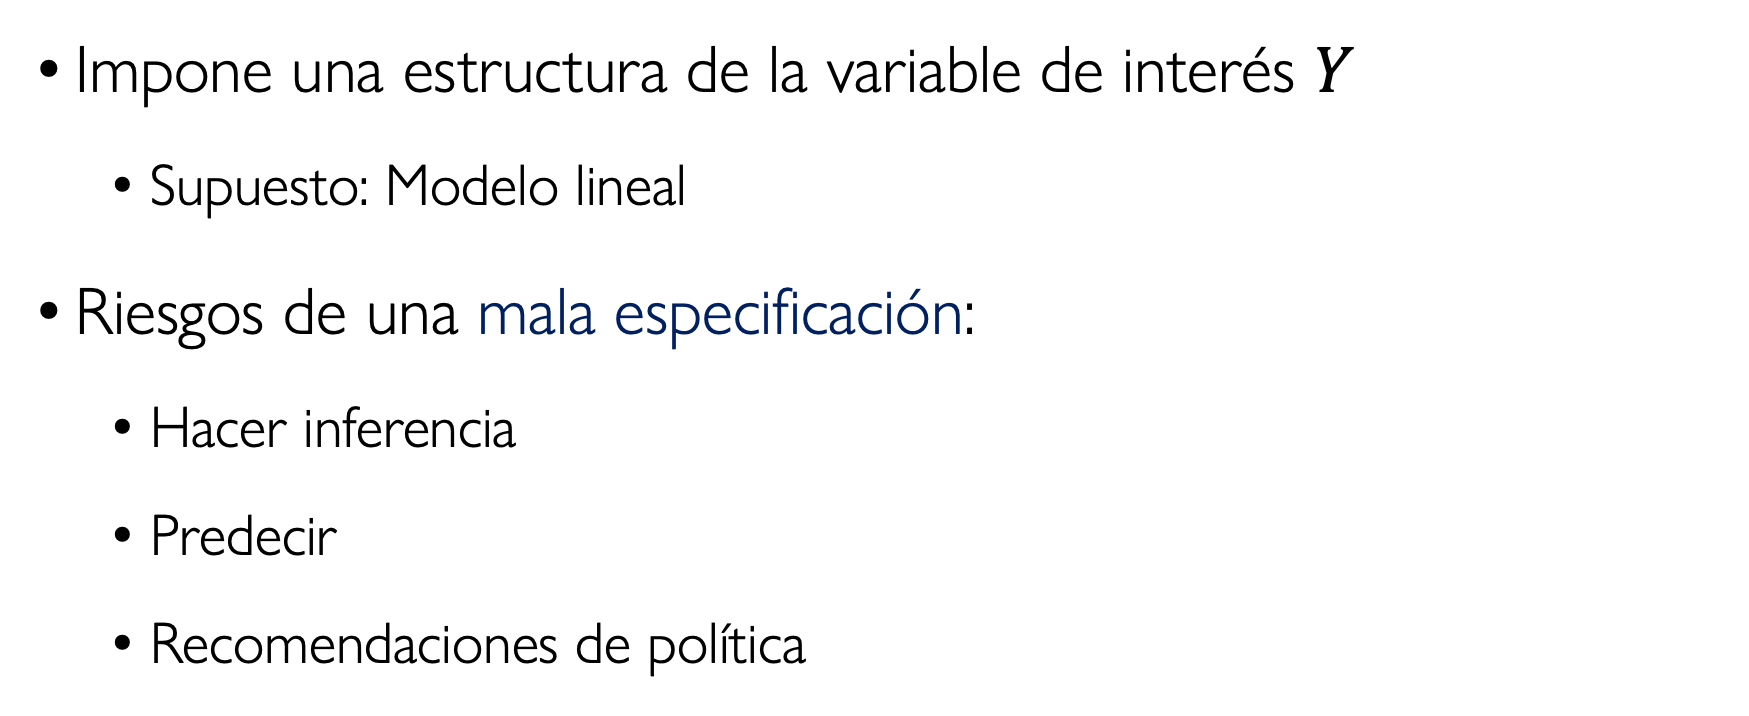 • Impone una estructura de la variable de interés Y
• Supuesto: Modelo lineal
• Riesgos de una mala especificación:
• Hacer inferencia
• Predecir
• Recomendaciones de política